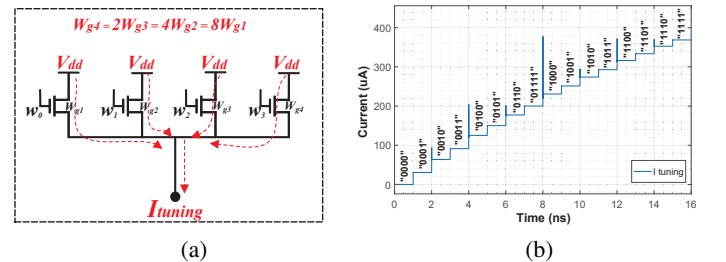 Wg4 = 2Wg3 = 4Wg2 = 8Wg1
Vdd Vdd Vdd Vdd
w0 Wg1 w1 Wg2 w2 Wg3 w3 Wg4
Ituning
(a)
Current (uA)
400
300
200
100
0
"0000" "0001" "0010" "0011" "0100" "0101" "0110" "01111" "1000" "1001" "1010" "1011" "1100" "1101" "1110" "1111"
I tuning
0 2 4 6 8 10 12 14 16
Time (ns)
(b)